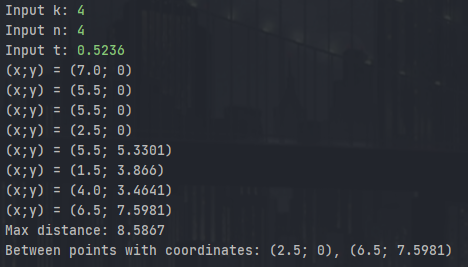 Input k: 4
Input n: 4
Input t: 0.5236
(x;y) = (7.0; 0)
(x;y) = (5.5; 0)
(x;y) = (5.5; 0)
(x;y) = (2.5; 0)
(x;y) = (5.5; 5.3301)
(x;y) = (1.5; 3.866)
(x;y) = (4.0; 3.4641)
(x;y) = (6.5; 7.5981)
Max distance: 8.5867
Between points with coordinates: (2.5; 0), (6.5; 7.5981)